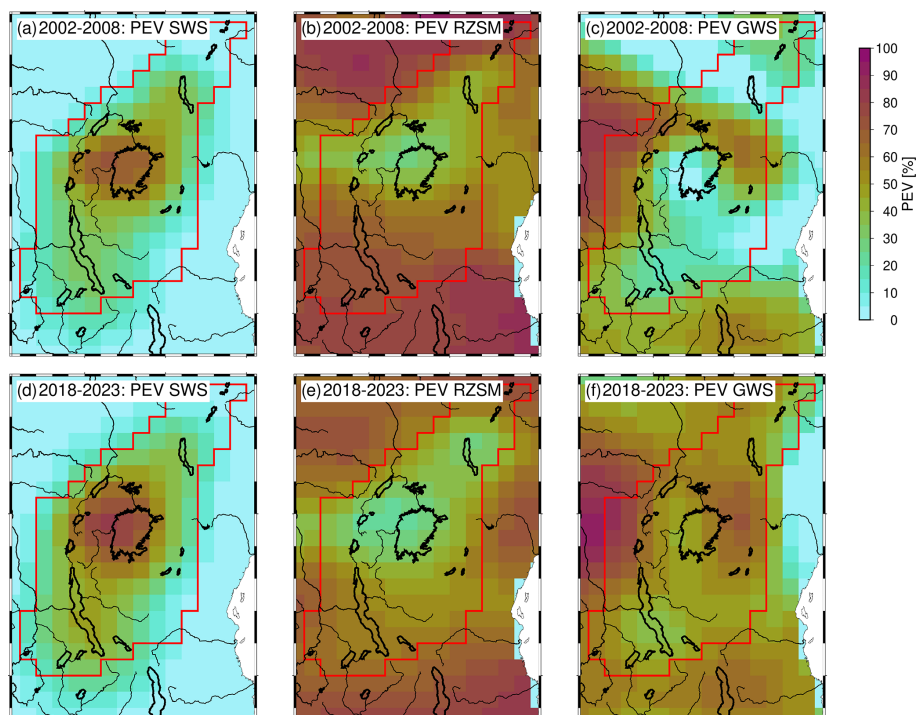 (a)2002-2008: PEV SWS
(b)2002-2008: PEV RZSM
(c)2002-2008: PEV GWS
100
90
80
70
60
50
40
30
20
10
0
PEV [%]
(d)2018-2023: PEV SWS
(e)2018-2023: PEV RZSM
(f)2018-2023: PEV GWS